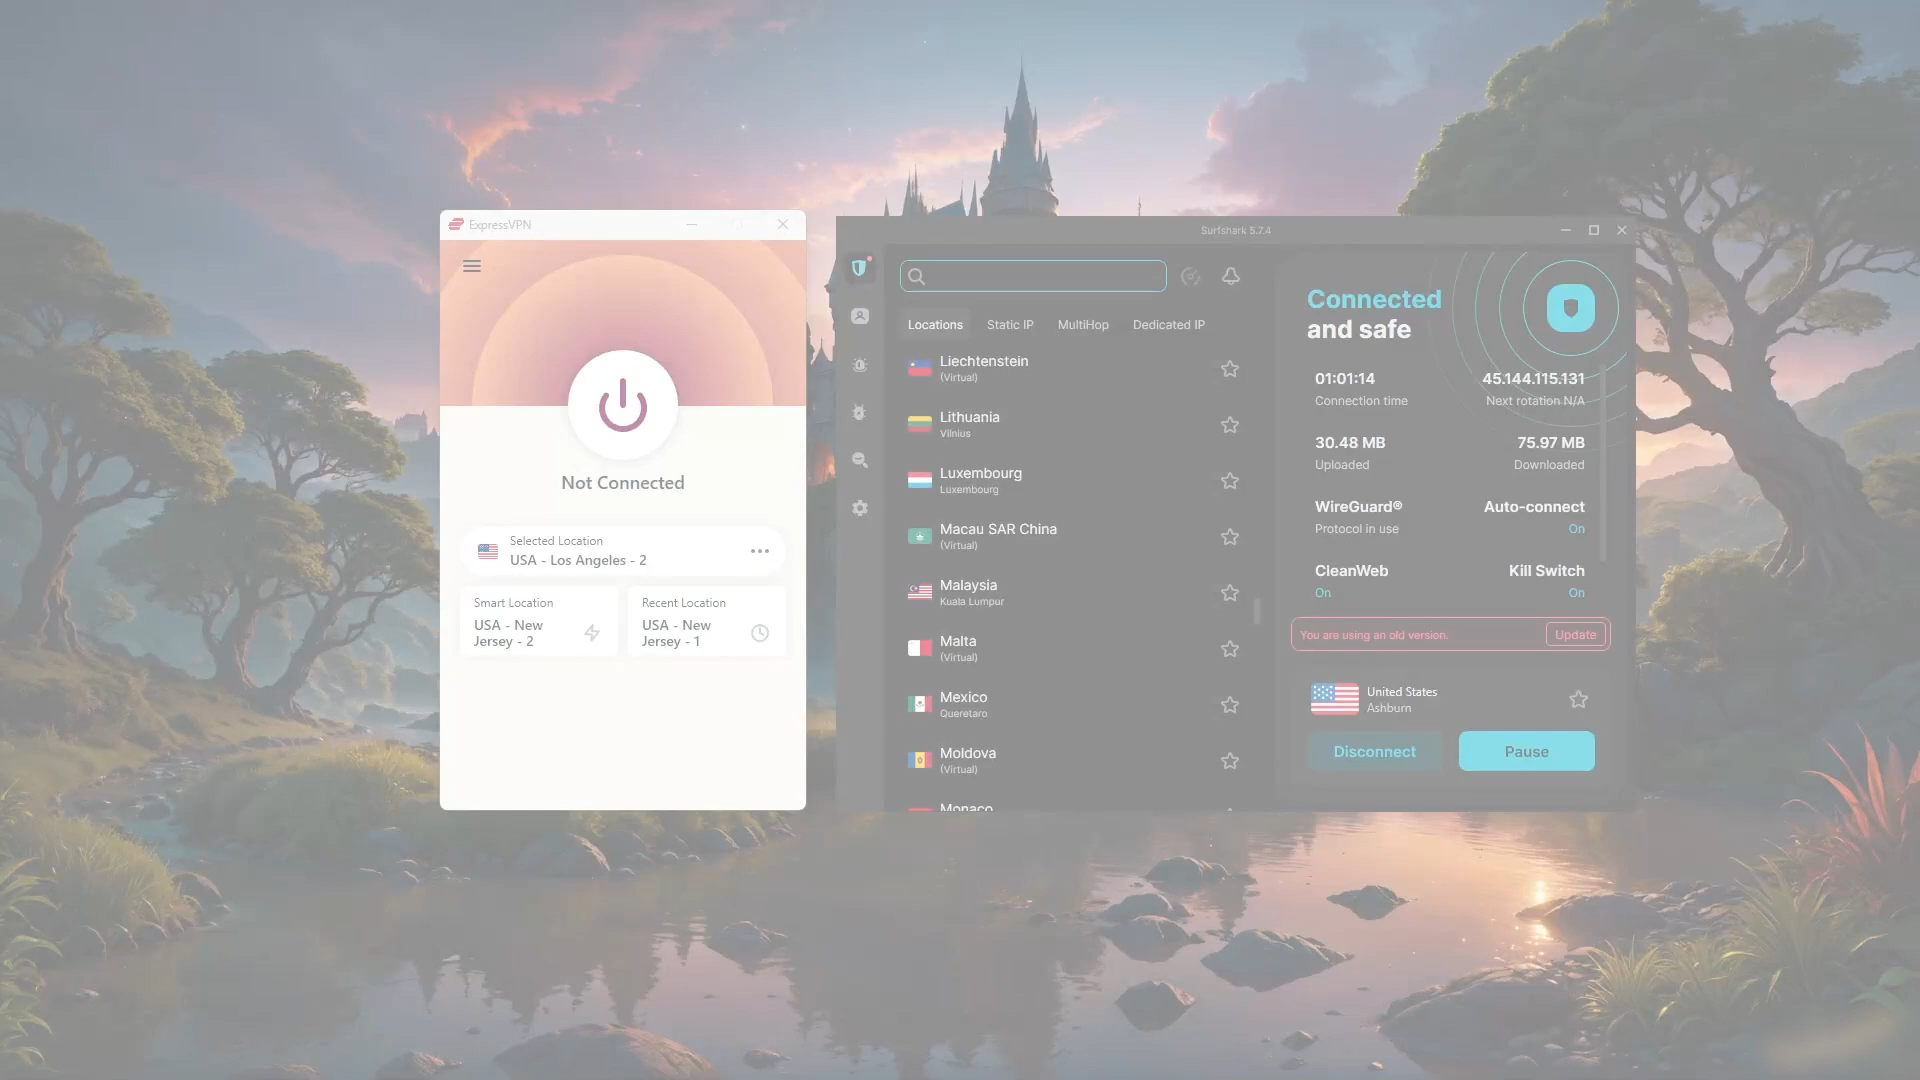 ExpressVPN
Not Connected
Selected Location
USA - Los Angeles - 2
Smart Location
USA - New
Jersey - 2
Recent Location
USA - New
Jersey - 1
Surfshark 5.7.4
Locations
Static IP
MultiHop
Dedicated IP
Liechtenstein
(Virtual)
Lithuania
Vilnius
Luxembourg
Luxembourg
Macau SAR China
(Virtual)
Malaysia
Kuala Lumpur
Malta
(Virtual)
Mexico
Queretaro
Moldova
(Virtual)
Monaco
Connected
and safe
01:01:14
Connection time
45.144.115.131
Next rotation N/A
30.48 MB
Uploaded
75.97 MB
Downloaded
WireGuard®
Protocol in use
Auto-connect
On
CleanWeb
On
Kill Switch
On
You are using an old version.
Update
United States
Ashburn
Disconnect
Pause